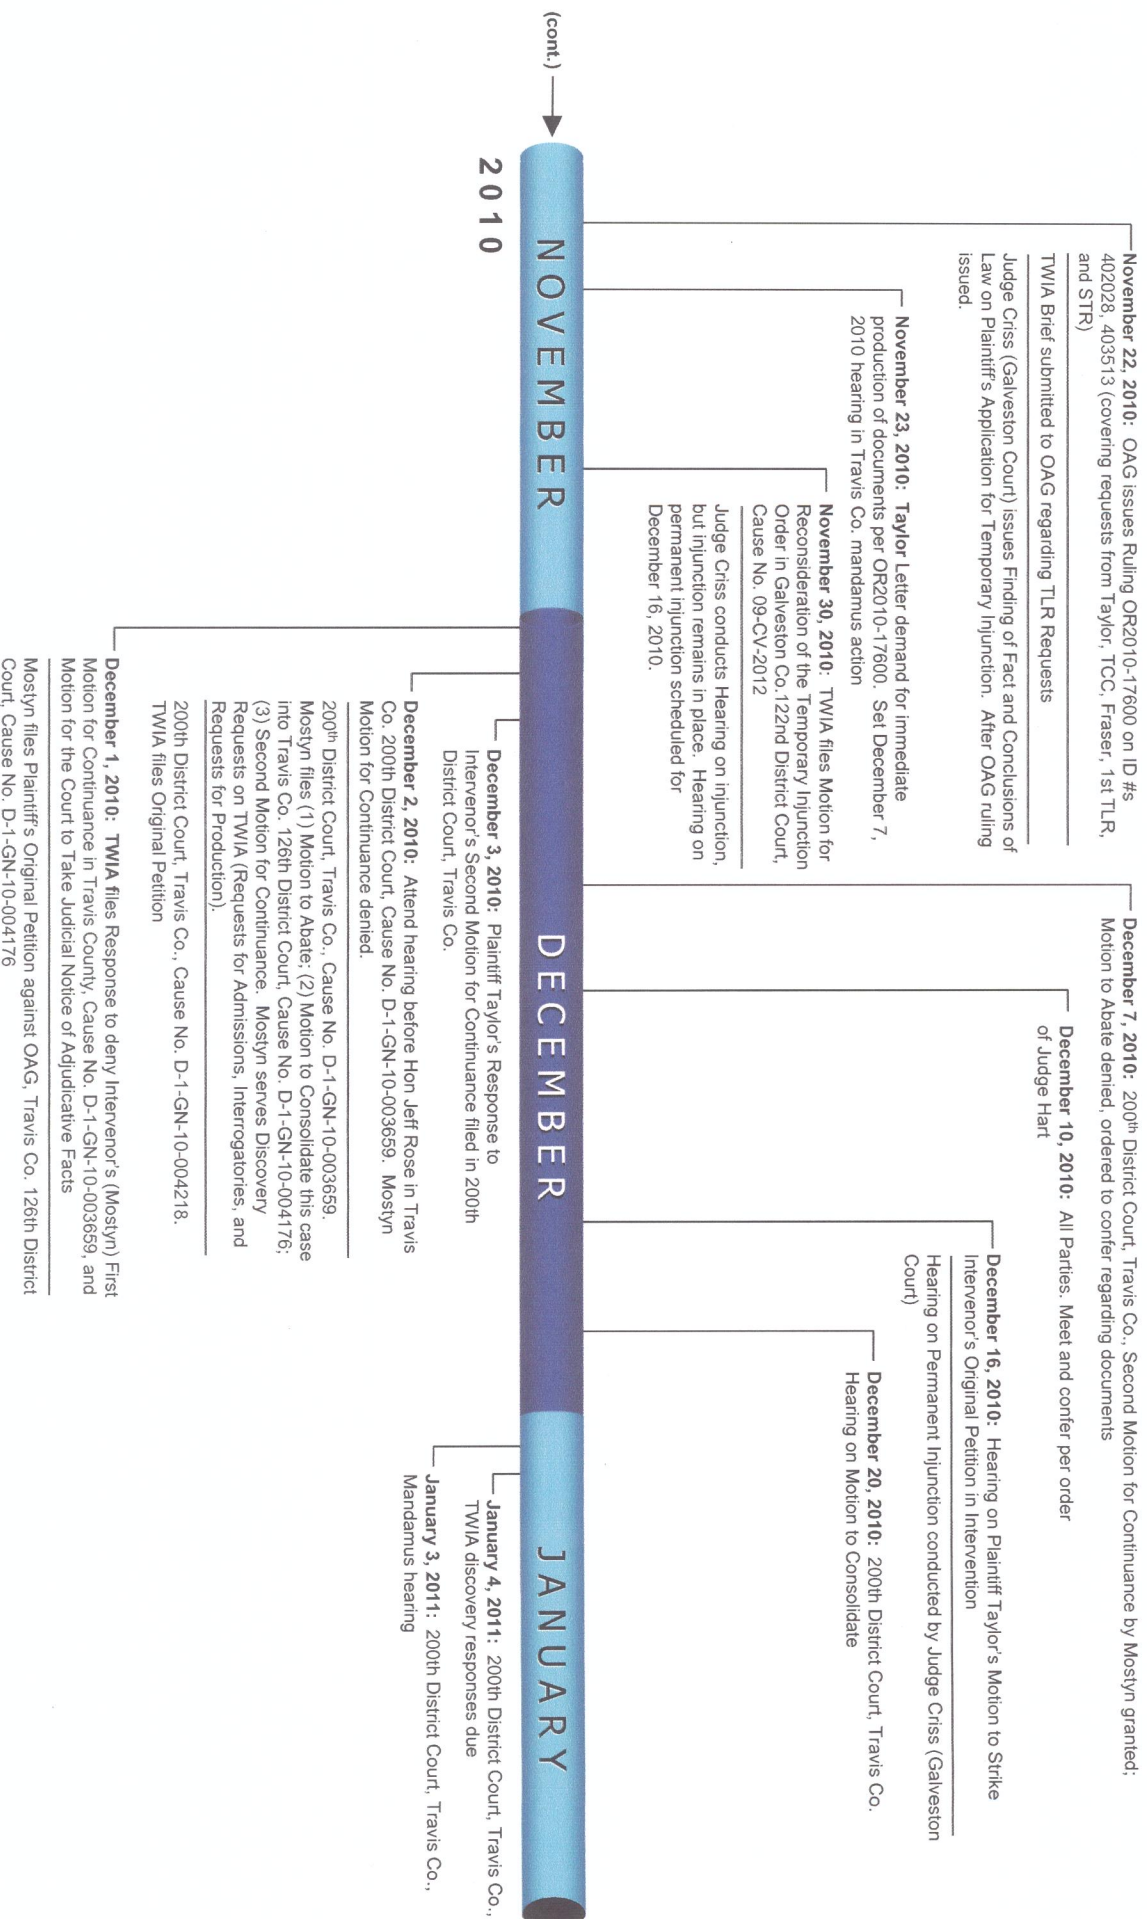 (cont.)
2010
NOVEMBER
DECEMBER
JANUARY
November 22, 2010: OAG issues Ruling OR2010-17600 on ID #s
402028, 403513 (covering requests from Taylor, TCC, Fraser, 1st TLR,
and STR)
TWIA Brief submitted to OAG regarding TLR Requests
Judge Criss (Galveston Court) issues Finding of Fact and Conclusions of
Law on Plaintiff's Application for Temporary Injunction. After OAG ruling
issued.
November 23, 2010: Taylor Letter demand for immediate
production of documents per OR2010-17600. Set December 7,
2010 hearing in Travis Co. mandamus action
November 30, 2010: TWIA files Motion for
Reconsideration of the Temporary Injunction
Order in Galveston Co.122nd District Court,
Cause No. 09-CV-2012
Judge Criss conducts Hearing on injunction,
but injunction remains in place. Hearing on
permanent injunction scheduled for
December 16, 2010.
December 7, 2010: 200th District Court, Travis Co., Second Motion for Continuance by Mostyn granted;
Motion to Abate denied, ordered to confer regarding documents
December 10, 2010: All Parties. Meet and confer per order
of Judge Hart
December 16, 2010: Hearing on Plaintiff Taylor's Motion to Strike
Intervenor's Original Petition in Intervention
Hearing on Permanent Injunction conducted by Judge Criss (Galveston
Court)
December 20, 2010: 200th District Court, Travis Co.
Hearing on Motion to Consolidate
December 3, 2010: Plaintiff Taylor's Response to
Intervenor's Second Motion for Continuance filed in 200th
District Court, Travis Co.
December 2, 2010: Attend hearing before Hon Jeff Rose in Travis
Co. 200th District Court, Cause No. D-1-GN-10-003659. Mostyn
Motion for Continuance denied.
200th District Court, Travis Co., Cause No. D-1-GN-10-003659.
Mostyn files (1) Motion to Abate; (2) Motion to Consolidate this case
into Travis Co. 126th District Court, Cause No. D-1-GN-10-004176;
(3) Second Motion for Continuance. Mostyn serves Discovery
Requests on TWIA (Requests for Admissions, Interrogatories, and
Requests for Production).
200th District Court, Travis Co., Cause No. D-1-GN-10-004218.
TWIA files Original Petition
December 1, 2010: TWIA files Response to deny Intervenor's (Mostyn) First
Motion for Continuance in Travis County, Cause No. D-1-GN-10-003659, and
Motion for the Court to Take Judicial Notice of Adjudicative Facts
Mostyn files Plaintiff's Original Petition against OAG, Travis Co. 126th District
Court, Cause No. D-1-GN-10-004176
January 4, 2011: 200th District Court, Travis Co.,
TWIA discovery responses due
January 3, 2011: 200th District Court, Travis Co.,
Mandamus hearing